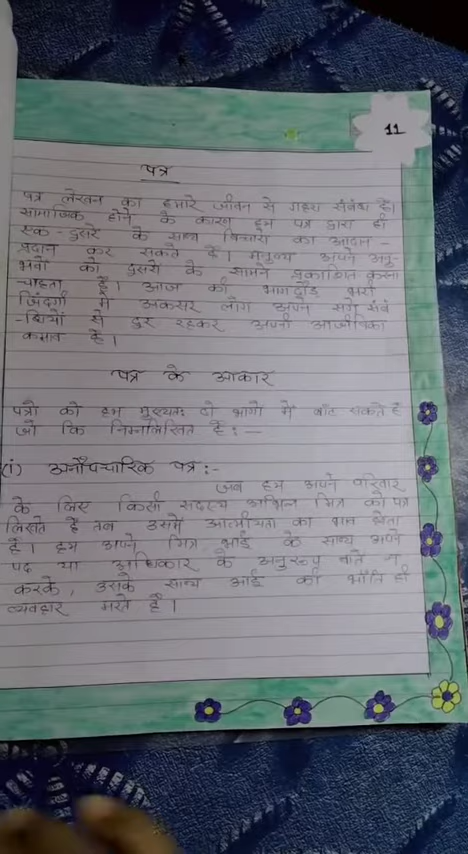 11
पत्र
पत्र लेखन का हमारे जीवन से गहरा संबंध है।
सामाजिक होने के कारण हम पत्र द्वारा ही
एक - दुसरे के साथ विचारों का आदान -
प्रदान कर सकते है। मनुष्य अपने अनु-
भवों को दुसरो के सामने प्रकाशित करना
चाहता है। आज की भागदौड़ भरी
जिंदगी में अकसर लोग अपने सगे संबं
-धियों से दूर रहकर अपनी आजीविका
कमाते है।
पत्र के आकार
पत्रो को हम मुख्यतः दो भागो में बाँट सकते है
जो कि निम्नलिखित है : —
(i) अनौपचारिक पत्र :-
जब हम अपने परिवार
के लिए किसी सदस्य मित्र को पत्र
लिखते है तब उसमें आत्मीयता का भाव होता
है। हम अपने मित्र भाई के साथ अपने
पद या अधिकार के अनुरूप बाते न
करके, उसके साथ भाई की भाँति ही
व्यवहार करते है।